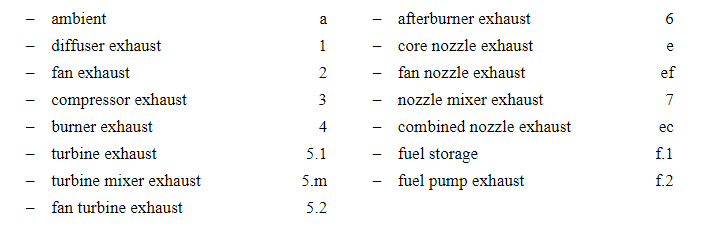 – ambient a
– diffuser exhaust 1
– fan exhaust 2
– compressor exhaust 3
– burner exhaust 4
– turbine exhaust 5.1
– turbine mixer exhaust 5.m
– fan turbine exhaust 5.2
– afterburner exhaust 6
– core nozzle exhaust e
– fan nozzle exhaust ef
– nozzle mixer exhaust 7
– combined nozzle exhaust ec
– fuel storage f.1
– fuel pump exhaust f.2